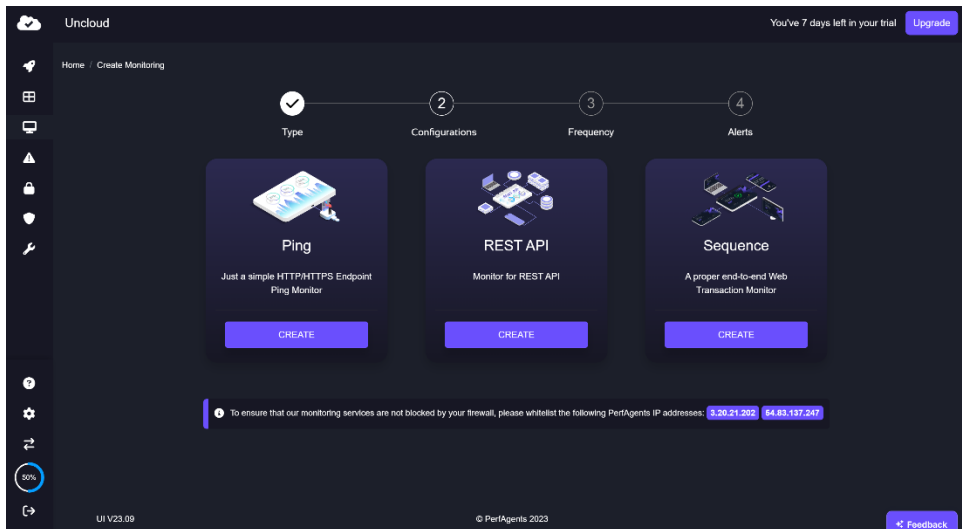 Uncloud
You've 7 days left in your trial
Upgrade
Home / Create Monitoring
2
3
4
Type
Configurations
Frequency
Alerts
Ping
Just a simple HTTP/HTTPS Endpoint
Ping Monitor
CREATE
REST API
Monitor for REST API
CREATE
Sequence
A proper end-to-end Web
Transaction Monitor
CREATE
To ensure that our monitoring services are not blocked by your firewall, please whitelist the following PerfAgents IP addresses: 3.20.21.202 54.83.137.247
50%
UI V23.09
© PerfAgents 2023
Feedback